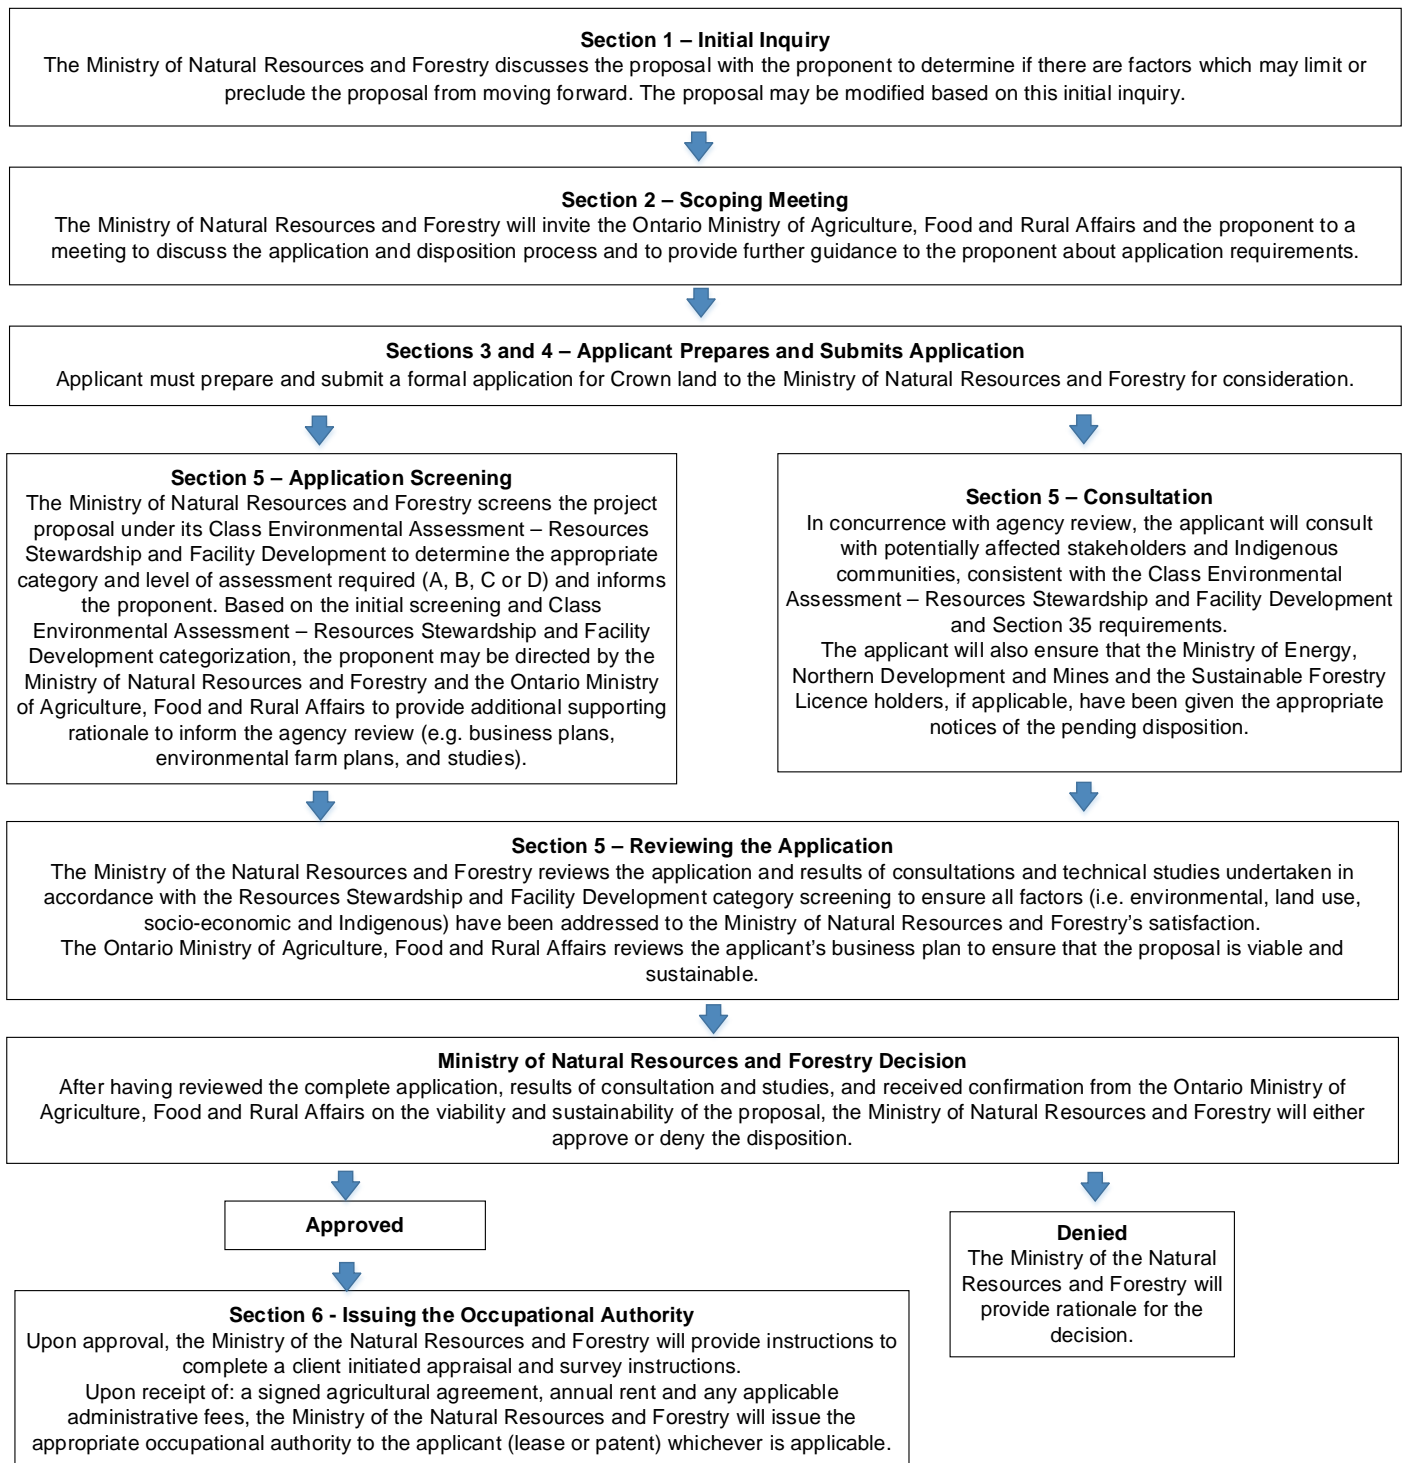 Section 1 – Initial Inquiry
The Ministry of Natural Resources and Forestry discusses the proposal with the proponent to determine if there are factors which may limit or
preclude the proposal from moving forward. The proposal may be modified based on this initial inquiry.
Section 2 – Scoping Meeting
The Ministry of Natural Resources and Forestry will invite the Ontario Ministry of Agriculture, Food and Rural Affairs and the proponent to a
meeting to discuss the application and disposition process and to provide further guidance to the proponent about application requirements.
Sections 3 and 4 – Applicant Prepares and Submits Application
Applicant must prepare and submit a formal application for Crown land to the Ministry of Natural Resources and Forestry for consideration.
Section 5 – Application Screening
The Ministry of Natural Resources and Forestry screens the project
proposal under its Class Environmental Assessment – Resources
Stewardship and Facility Development to determine the appropriate
category and level of assessment required (A, B, C or D) and informs
the proponent. Based on the initial screening and Class
Environmental Assessment – Resources Stewardship and Facility
Development categorization, the proponent may be directed by the
Ministry of Natural Resources and Forestry and the Ontario Ministry
of Agriculture, Food and Rural Affairs to provide additional supporting
rationale to inform the agency review (e.g. business plans,
environmental farm plans, and studies).
Section 5 – Consultation
In concurrence with agency review, the applicant will consult
with potentially affected stakeholders and Indigenous
communities, consistent with the Class Environmental
Assessment – Resources Stewardship and Facility Development
and Section 35 requirements.
The applicant will also ensure that the Ministry of Energy,
Northern Development and Mines and the Sustainable Forestry
Licence holders, if applicable, have been given the appropriate
notices of the pending disposition.
Section 5 – Reviewing the Application
The Ministry of the Natural Resources and Forestry reviews the application and results of consultations and technical studies undertaken in
accordance with the Resources Stewardship and Facility Development category screening to ensure all factors (i.e. environmental, land use,
socio-economic and Indigenous) have been addressed to the Ministry of Natural Resources and Forestry’s satisfaction.
The Ontario Ministry of Agriculture, Food and Rural Affairs reviews the applicant’s business plan to ensure that the proposal is viable and
sustainable.
Ministry of Natural Resources and Forestry Decision
After having reviewed the complete application, results of consultation and studies, and received confirmation from the Ontario Ministry of
Agriculture, Food and Rural Affairs on the viability and sustainability of the proposal, the Ministry of Natural Resources and Forestry will either
approve or deny the disposition.
Approved
Denied
The Ministry of the Natural
Resources and Forestry will
provide rationale for the
decision.
Section 6 - Issuing the Occupational Authority
Upon approval, the Ministry of the Natural Resources and Forestry will provide instructions to
complete a client initiated appraisal and survey instructions.
Upon receipt of: a signed agricultural agreement, annual rent and any applicable
administrative fees, the Ministry of the Natural Resources and Forestry will issue the
appropriate occupational authority to the applicant (lease or patent) whichever is applicable.